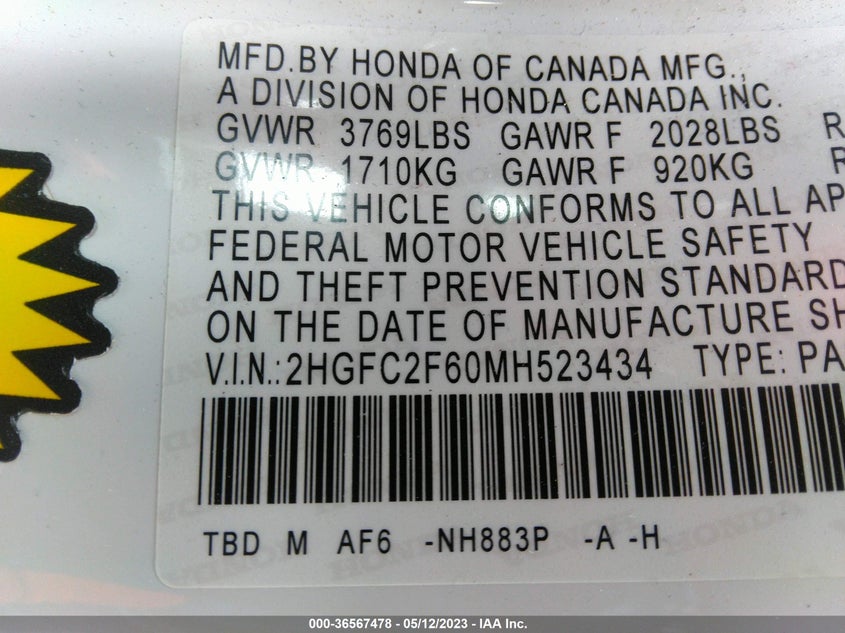 MFD.BY HONDA OF CANADA MFG.,
A DIVISION OF HONDA CANADA INC.
GVWR 3769LBS GAWR F 2028LBS R
GVWR 1710KG GAWR F 920KG R
THIS VEHICLE CONFORMS TO ALL AP
FEDERAL MOTOR VEHICLE SAFETY
AND THEFT PREVENTION STANDARD
ON THE DATE OF MANUFACTURE SH
V.I.N.: 2HGFC2F60MH523434 TYPE: PA
TBD M AF6 -NH883P -A -H
000-36567478 - 05/12/2023 - IAA Inc.